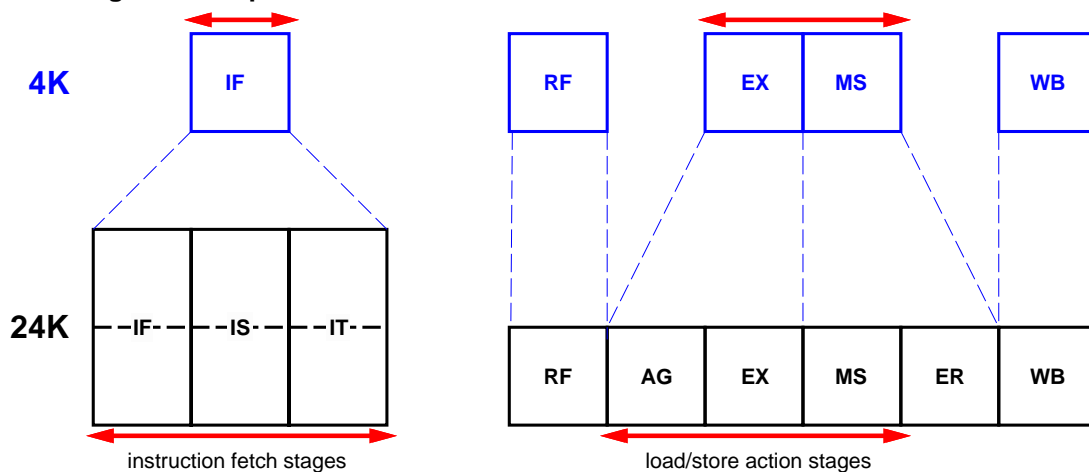 4K
IF
RF
EX
MS
WB
24K
IF
IS
IT
RF
AG
EX
MS
ER
WB
instruction fetch stages
load/store action stages